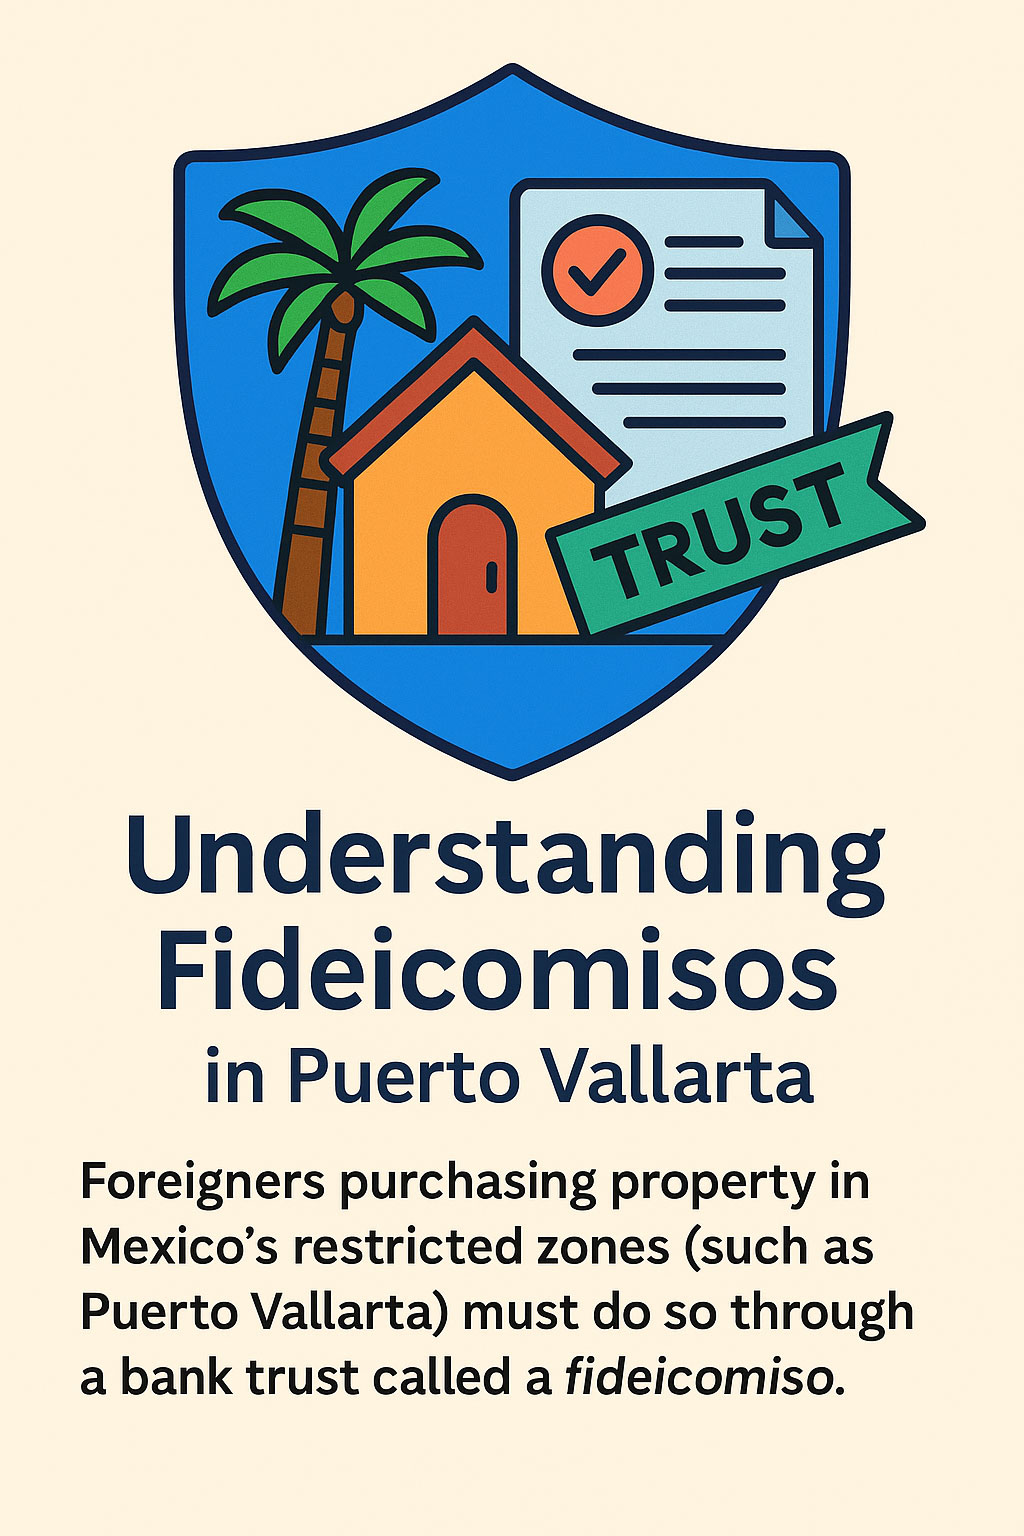 TRUST
Understanding
Fideicomisos
in Puerto Vallarta
Foreigners purchasing property in
Mexico’s restricted zones (such as
Puerto Vallarta) must do so through
a bank trust called a fideicomiso.